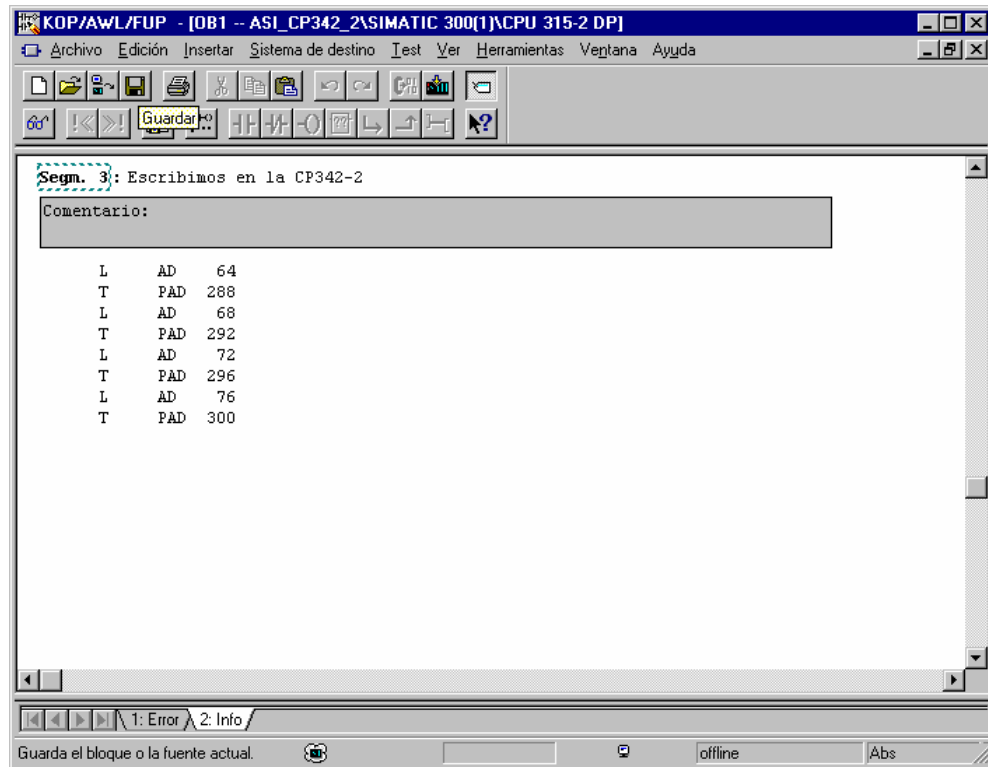 KOP/AWL/FUP - [OB1 -- ASI_CP342_2\SIMATIC 300(1)\CPU 315-2 DP]
Archivo Edición Insertar Sistema de destino Test Ver Herramientas Ventana Ayuda
Guardar
Segm. 3: Escribimos en la CP342-2
Comentario:
L AD 64
T PAD 288
L AD 68
T PAD 292
L AD 72
T PAD 296
L AD 76
T PAD 300
1: Error 2: Info
Guarda el bloque o la fuente actual. offline Abs